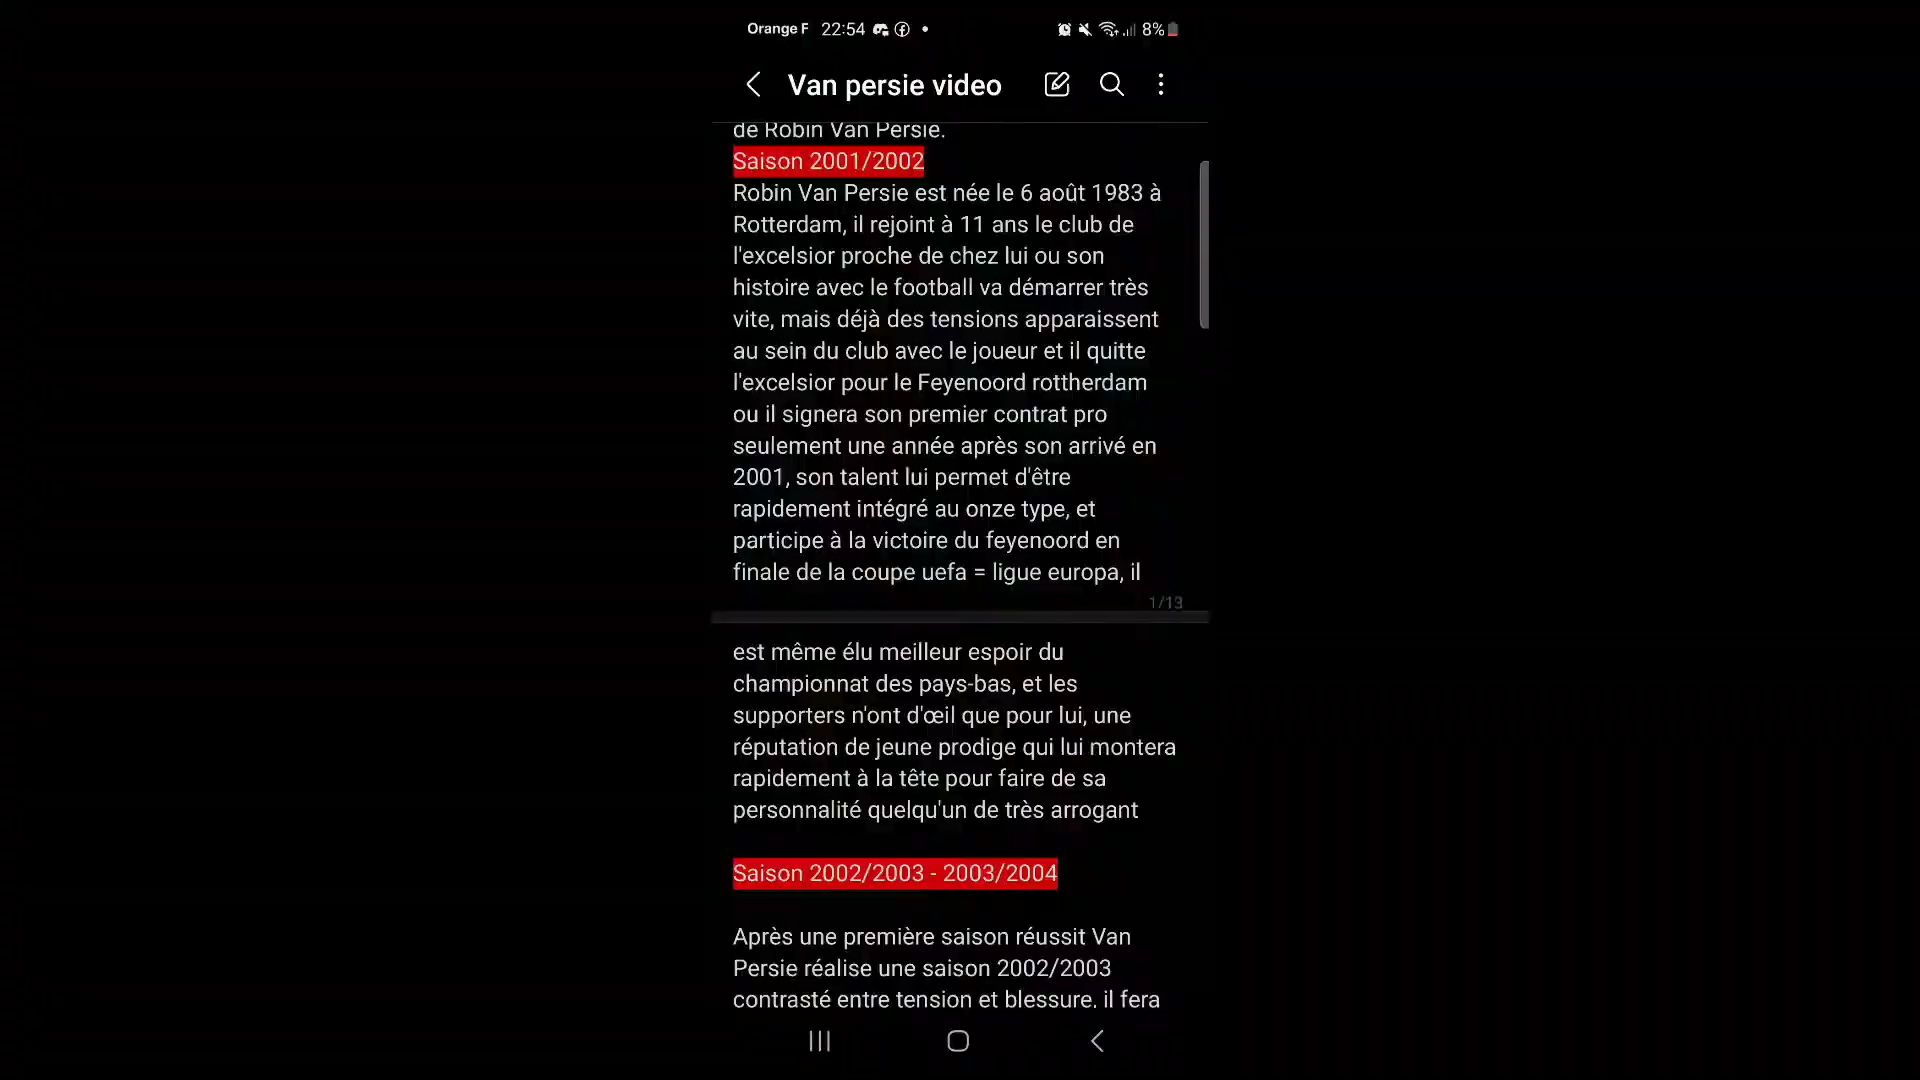 Orange F 22:54 8%
Van persie video
de Robin Van Persie.
Saison 2001/2002
Robin Van Persie est née le 6 août 1983 à
Rotterdam, il rejoint à 11 ans le club de
l'excelsior proche de chez lui ou son
histoire avec le football va démarrer très
vite, mais déjà des tensions apparaissent
au sein du club avec le joueur et il quitte
l'excelsior pour le Feyenoord rottherdam
ou il signera son premier contrat pro
seulement une année après son arrivé en
2001, son talent lui permet d'être
rapidement intégré au onze type, et
participe à la victoire du feyenoord en
finale de la coupe uefa = ligue europa, il
1/13
est même élu meilleur espoir du
championnat des pays-bas, et les
supporters n'ont d'œil que pour lui, une
réputation de jeune prodige qui lui montera
rapidement à la tête pour faire de sa
personnalité quelqu'un de très arrogant
Saison 2002/2003 - 2003/2004
Après une première saison réussit Van
Persie réalise une saison 2002/2003
contrasté entre tension et blessure. il fera